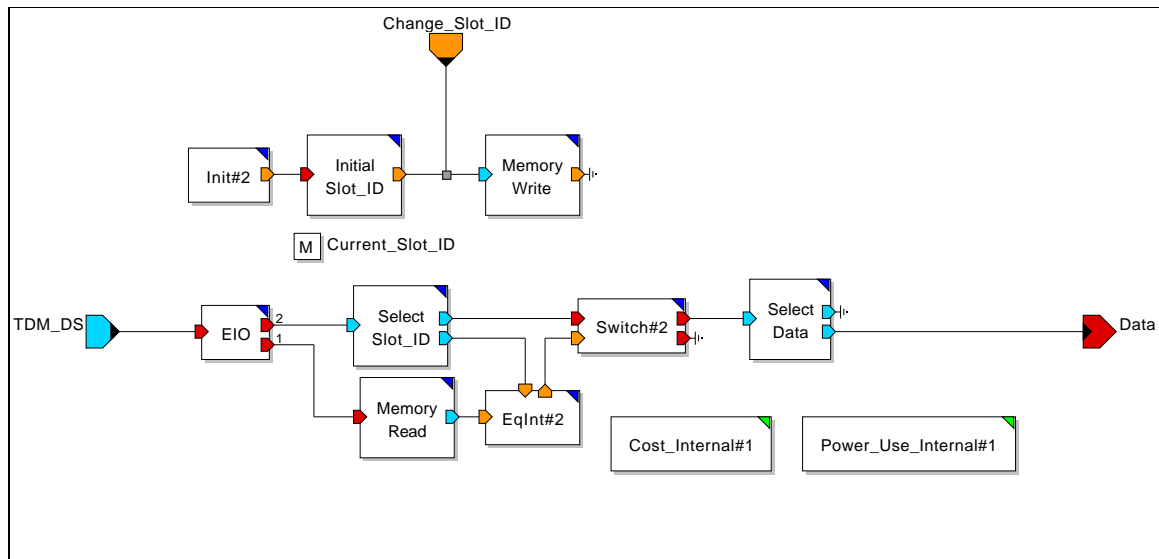 Change_Slot_ID
Init#2
Initial
Slot_ID
Memory
Write
M
Current_Slot_ID
TDM_DS
EIO
2
1
Select
Slot_ID
Switch#2
Select
Data
Data
Memory
Read
EqInt#2
Cost_Internal#1
Power_Use_Internal#1